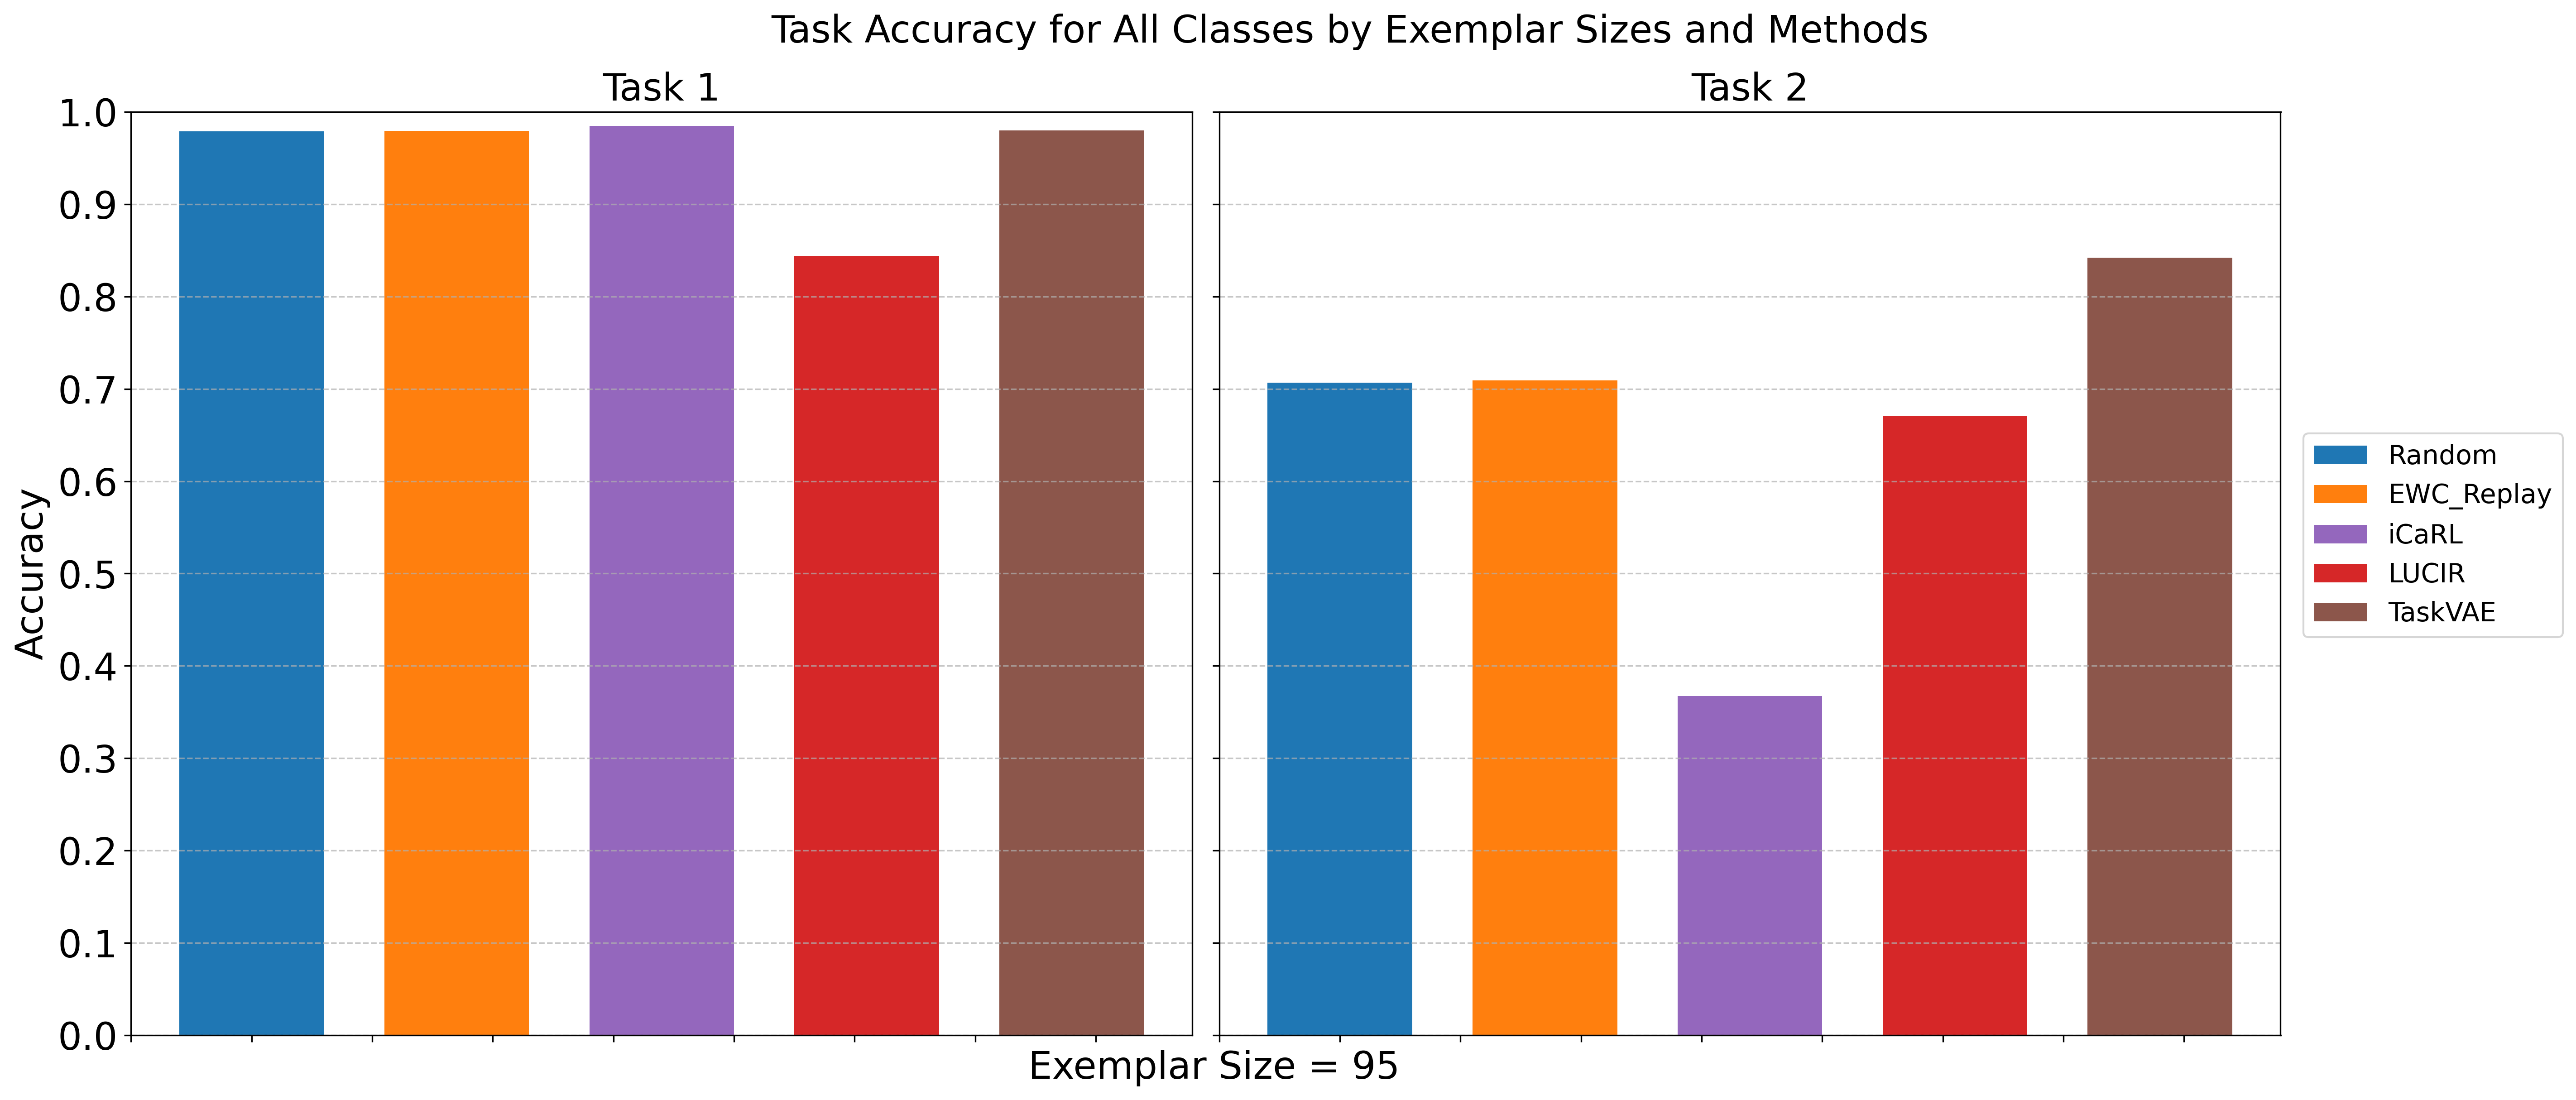 Task Accuracy for All Classes by Exemplar Sizes and Methods
Task 1
Task 2
Accuracy
1.0
0.9
0.8
0.7
0.6
0.5
0.4
0.3
0.2
0.1
0.0
Exemplar Size = 95
Random
EWC_Replay
iCaRL
LUCIR
TaskVAE